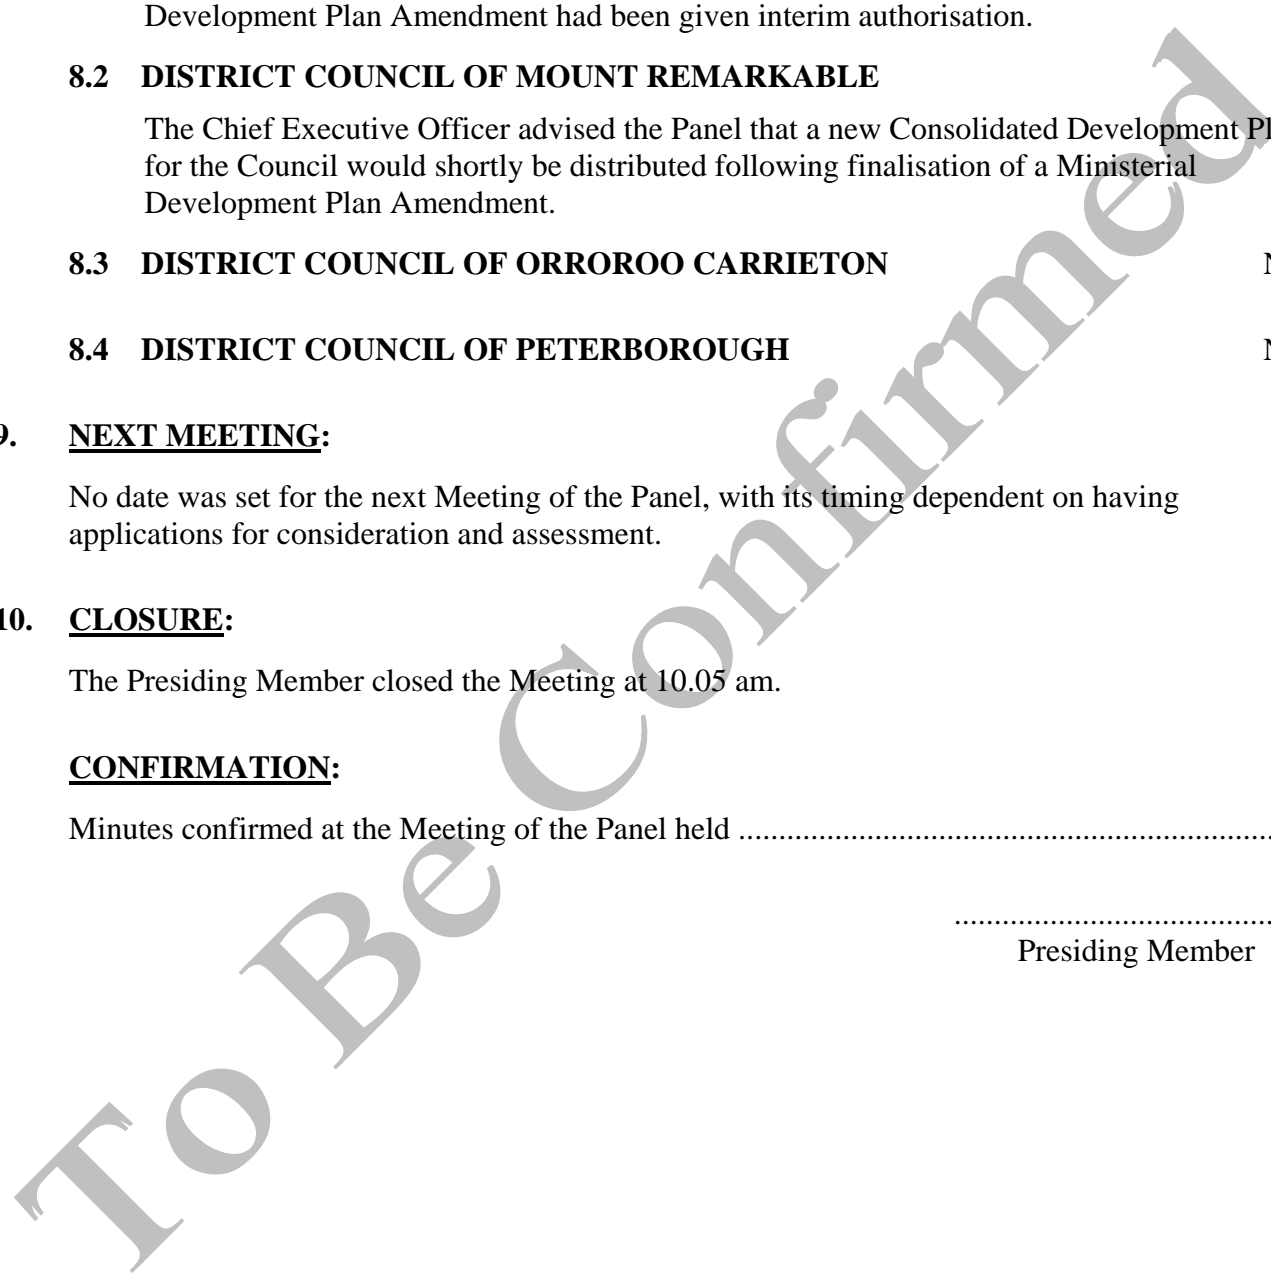 Development Plan Amendment had been given interim authorisation.
8.2 DISTRICT COUNCIL OF MOUNT REMARKABLE
The Chief Executive Officer advised the Panel that a new Consolidated Development Pl
for the Council would shortly be distributed following finalisation of a Ministerial
Development Plan Amendment.
8.3 DISTRICT COUNCIL OF ORROROO CARRIETON N
8.4 DISTRICT COUNCIL OF PETERBOROUGH N
9. NEXT MEETING:
No date was set for the next Meeting of the Panel, with its timing dependent on having
applications for consideration and assessment.
10. CLOSURE:
The Presiding Member closed the Meeting at 10.05 am.
CONFIRMATION:
Minutes confirmed at the Meeting of the Panel held ....................................................................
........................................
Presiding Member
To Be Confirmed